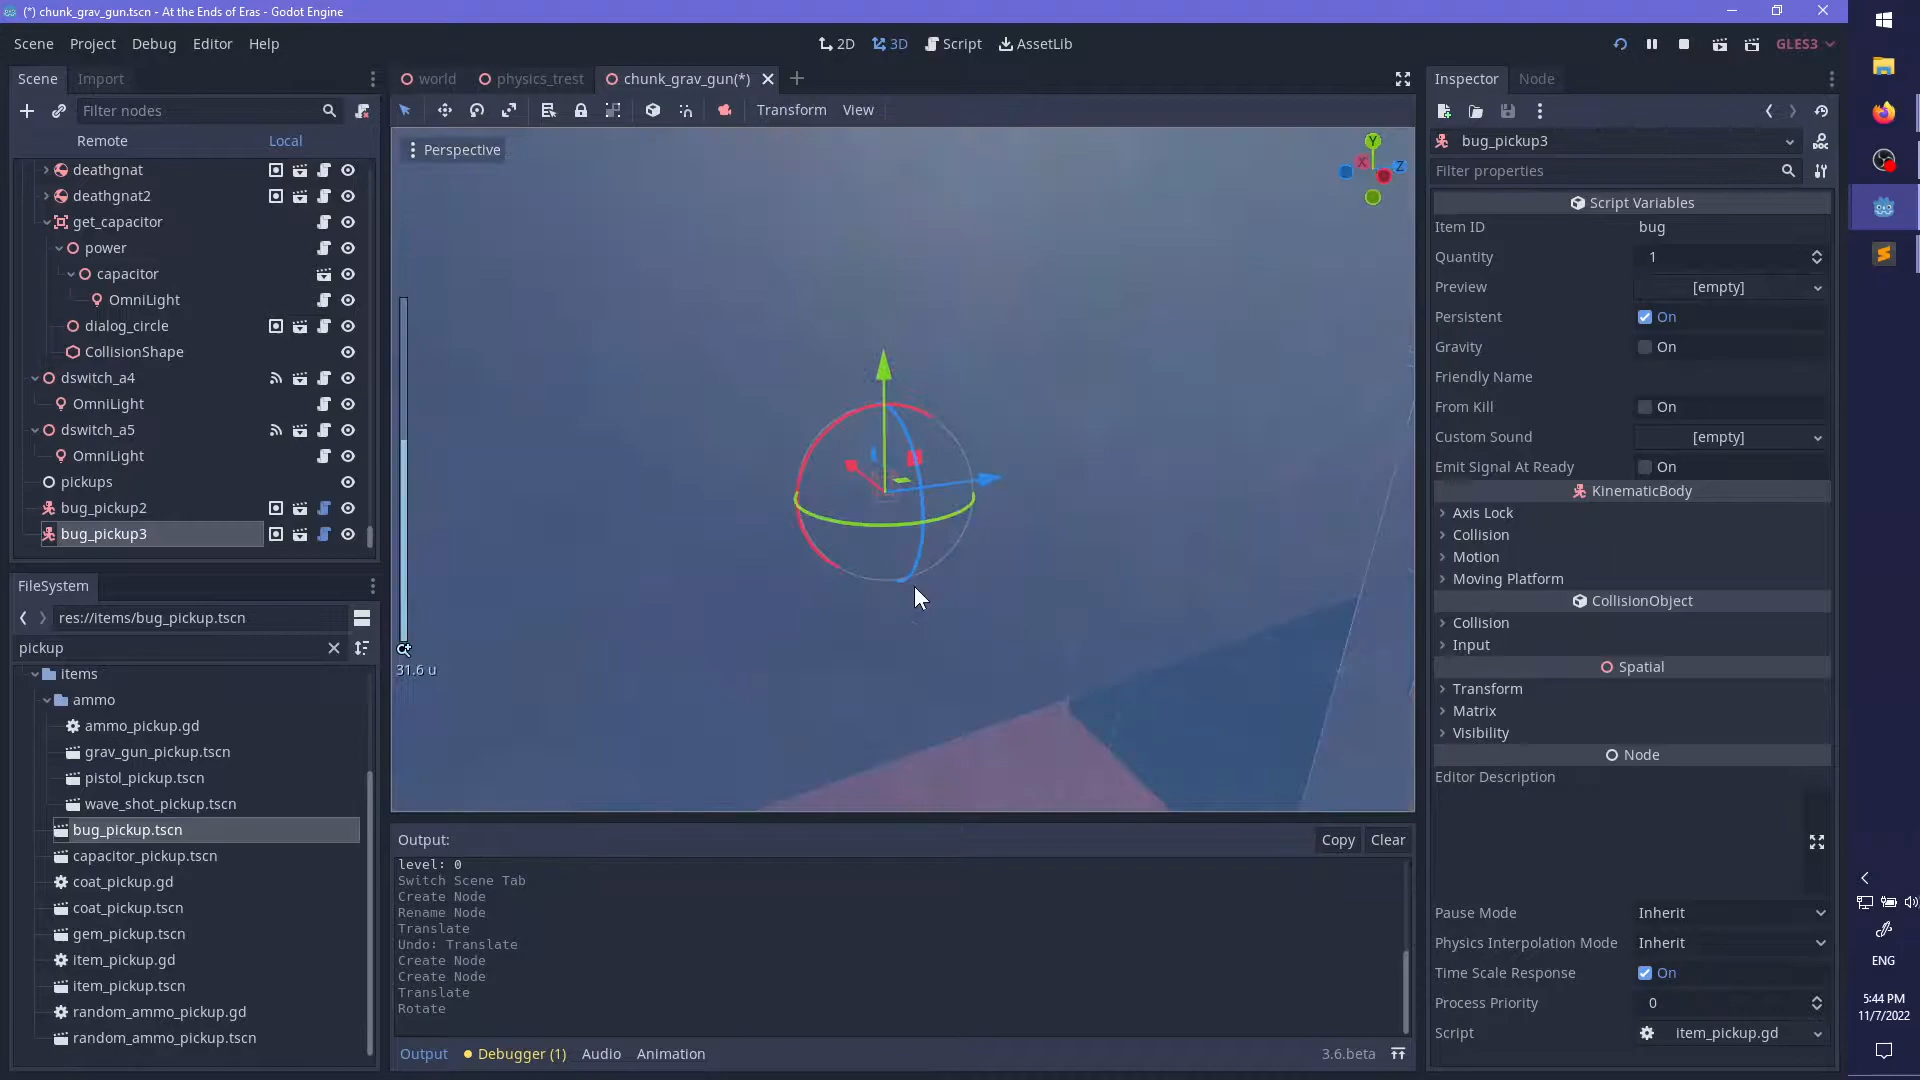 (*) chunk_grav_gun.tscn - At the Ends of Eras - Godot Engine
Scene Project Debug Editor Help
2D 3D Script AssetLib
GLES3
Scene Import
world physics_trest chunk_grav_gun(*)
Inspector Node
Filter nodes
Transform View
Remote Local
deathgnat
deathgnat2
get_capacitor
power
capacitor
OmniLight
dialog_circle
CollisionShape
dswitch_a4
OmniLight
dswitch_a5
OmniLight
pickups
bug_pickup2
bug_pickup3
FileSystem
res://items/bug_pickup.tscn
pickup
items
ammo
ammo_pickup.gd
grav_gun_pickup.tscn
pistol_pickup.tscn
wave_shot_pickup.tscn
bug_pickup.tscn
capacitor_pickup.tscn
coat_pickup.gd
coat_pickup.tscn
gem_pickup.tscn
item_pickup.gd
item_pickup.tscn
random_ammo_pickup.gd
random_ammo_pickup.tscn
Perspective
Y
X
Z
31.6 u
Output:
Copy Clear
level: 0
Switch Scene Tab
Create Node
Rename Node
Translate
Undo: Translate
Create Node
Create Node
Translate
Rotate
Output Debugger (1) Audio Animation
3.6.beta
bug_pickup3
DOC
Filter properties
Script Variables
Item ID bug
Quantity 1
Preview [empty]
Persistent On
Gravity On
Friendly Name
From Kill On
Custom Sound [empty]
Emit Signal At Ready On
KinematicBody
Axis Lock
Collision
Motion
Moving Platform
CollisionObject
Collision
Input
Spatial
Transform
Matrix
Visibility
Node
Editor Description
Pause Mode Inherit
Physics Interpolation Mode Inherit
Time Scale Response On
Process Priority 0
Script item_pickup.gd
ENG
5:44 PM
11/7/2022